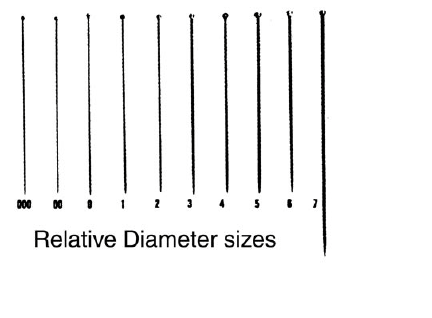 000 00 0 1 2 3 4 5 6 7
Relative Diameter sizes